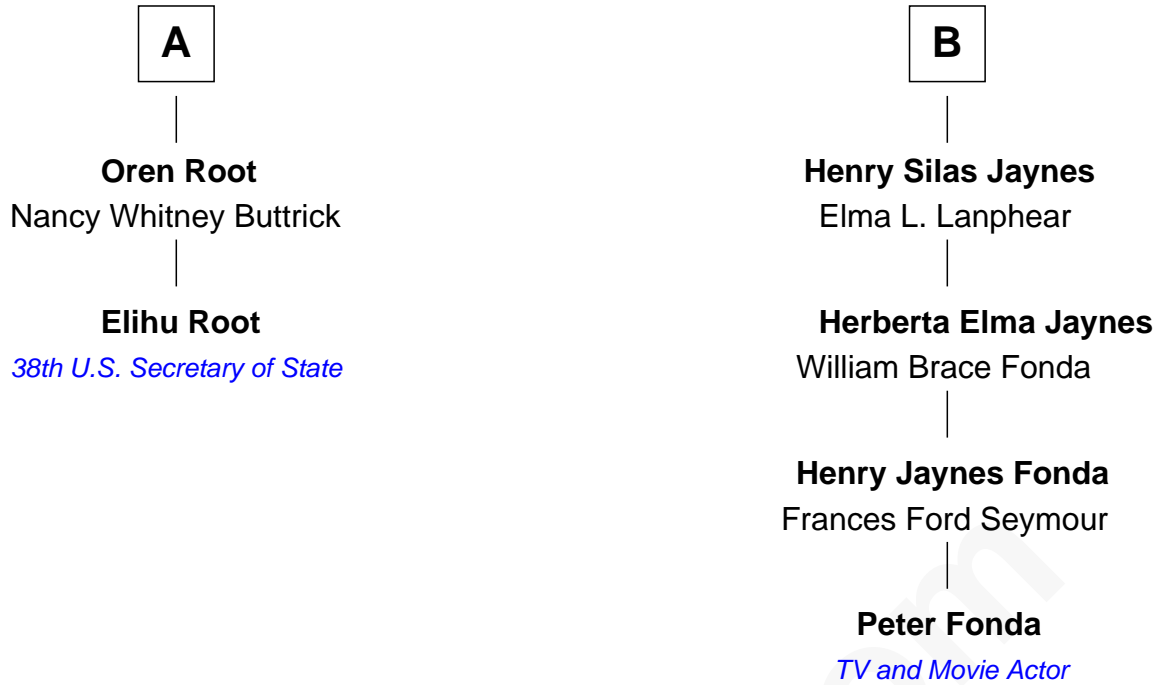 A
Oren Root
Nancy Whitney Buttrick
Elihu Root
38th U.S. Secretary of State
B
Henry Silas Jaynes
Elma L. Lanphear
Herberta Elma Jaynes
William Brace Fonda
Henry Jaynes Fonda
Frances Ford Seymour
Peter Fonda
TV and Movie Actor